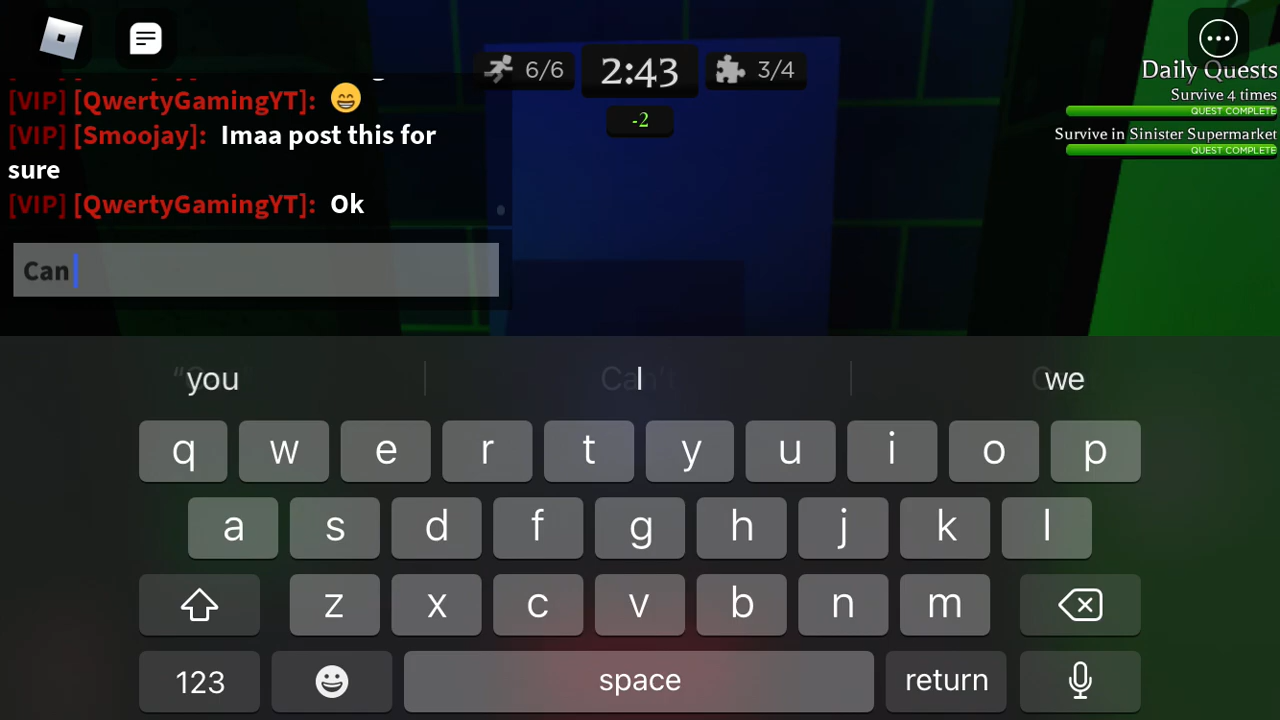 6/6
2:43
3/4
-2
Daily Quests
Survive 4 times
QUEST COMPLETE
Survive in Sinister Supermarket
QUEST COMPLETE
[VIP] [QwertyGamingYT]: 😁
[VIP] [Smoojay]: Imaa post this for
sure
[VIP] [QwertyGamingYT]: Ok
Can
you I we
Can't
q w e r t y u i o p
a s d f g h j k l
z x c v b n m
123 space return